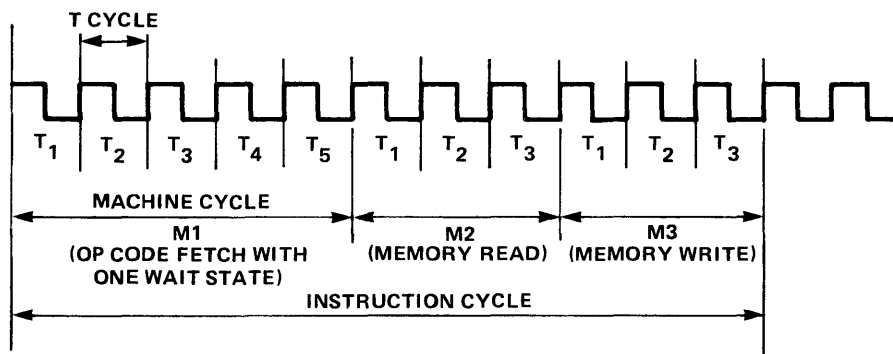 T CYCLE
T1 T2 T3 T4 T5 T1 T2 T3 T1 T2 T3
MACHINE CYCLE
M1 M2 M3
(OP CODE FETCH WITH (MEMORY READ) (MEMORY WRITE)
ONE WAIT STATE)
INSTRUCTION CYCLE